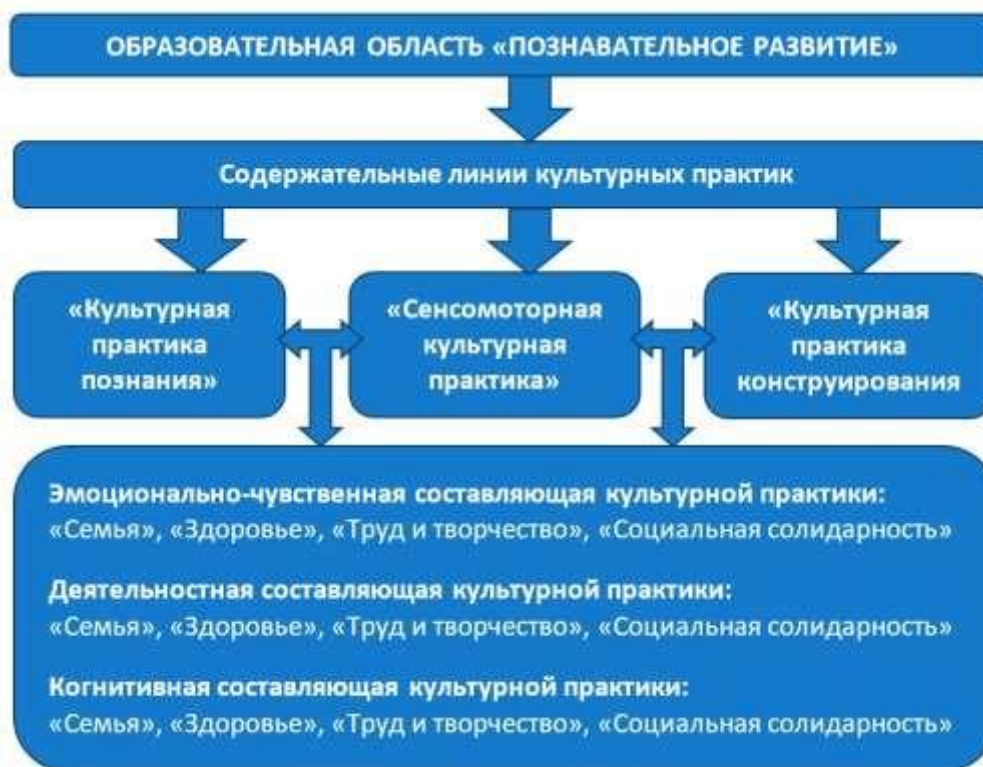 ОБРАЗОВАТЕЛЬНАЯ ОБЛАСТЬ «ПОЗНАВАТЕЛЬНОЕ РАЗВИТИЕ»
Содержательные линии культурных практик
«Культурная
практика
познания»
«Сенсомоторная
культурная
практика»
«Культурная
практика
конструирования
Эмоционально-чувственная составляющая культурной практики:
«Семья», «Здоровье», «Труд и творчество», «Социальная солидарность»
Деятельностная составляющая культурной практики:
«Семья», «Здоровье», «Труд и творчество», «Социальная солидарность»
Когнитивная составляющая культурной практики:
«Семья», «Здоровье», «Труд и творчество», «Социальная солидарность»